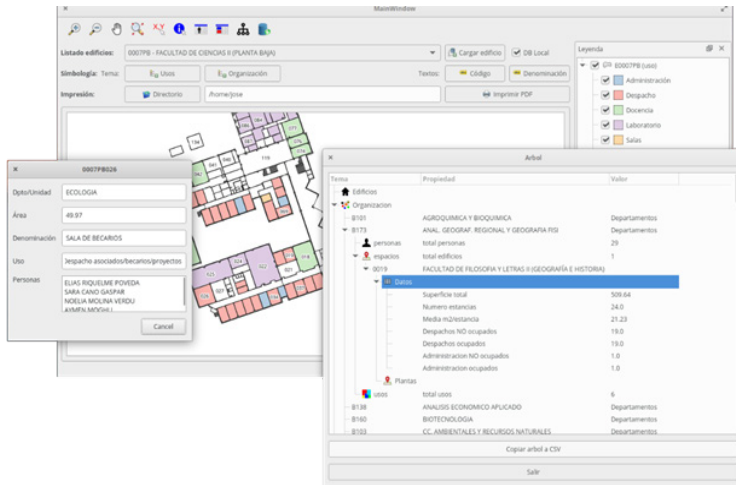 MainWindow
Listado edificios: 0007PB - FACULTAD DE CIENCIAS II (PLANTA BAJA) Cargar edificio DB Local
Simbología: Tema: Usos Organización Textos: Código Denominación
Impresión: Directorio /home/jose Imprimir PDF
Leyenda
E0007PB (uso)
Administración
Despacho
Docencia
Laboratorio
Salas
0007PB026
Dpto/Unidad ECOLOGIA
Área 49.97
Denominación SALA DE BECARIOS
Uso Despacho asociados/becarios/proyectos
Personas ELIAS RIQUELME POVEDA
SARA CANO GASPAR
NOELIA MOLINA VERDU
AYMEN MOGHLI
Cancel
Arbol
Tema Propiedad Valor
Edificios
Organizacion
B101 AGROQUIMICA Y BIOQUIMICA Departamentos
B173 ANAL. GEOGRAF. REGIONAL Y GEOGRAFIA FISI Departamentos
personas total personas 29
espacios total edificios 1
0019 FACULTAD DE FILOSOFIA Y LETRAS II (GEOGRAFÍA E HISTORIA)
Datos
Superficie total 509.64
Numero estancias 24.0
Media m2/estancia 21.23
Despachos NO ocupados 19.0
Despachos ocupados 19.0
Administracion NO ocupados 1.0
Administracion ocupados 1.0
Plantas
usos total usos 6
B138 ANALISIS ECONOMICO APLICADO Departamentos
B160 BIOTECNOLOGIA Departamentos
B103 CC. AMBIENTALES Y RECURSOS NATURALES Departamentos
Copiar arbol a CSV
Salir